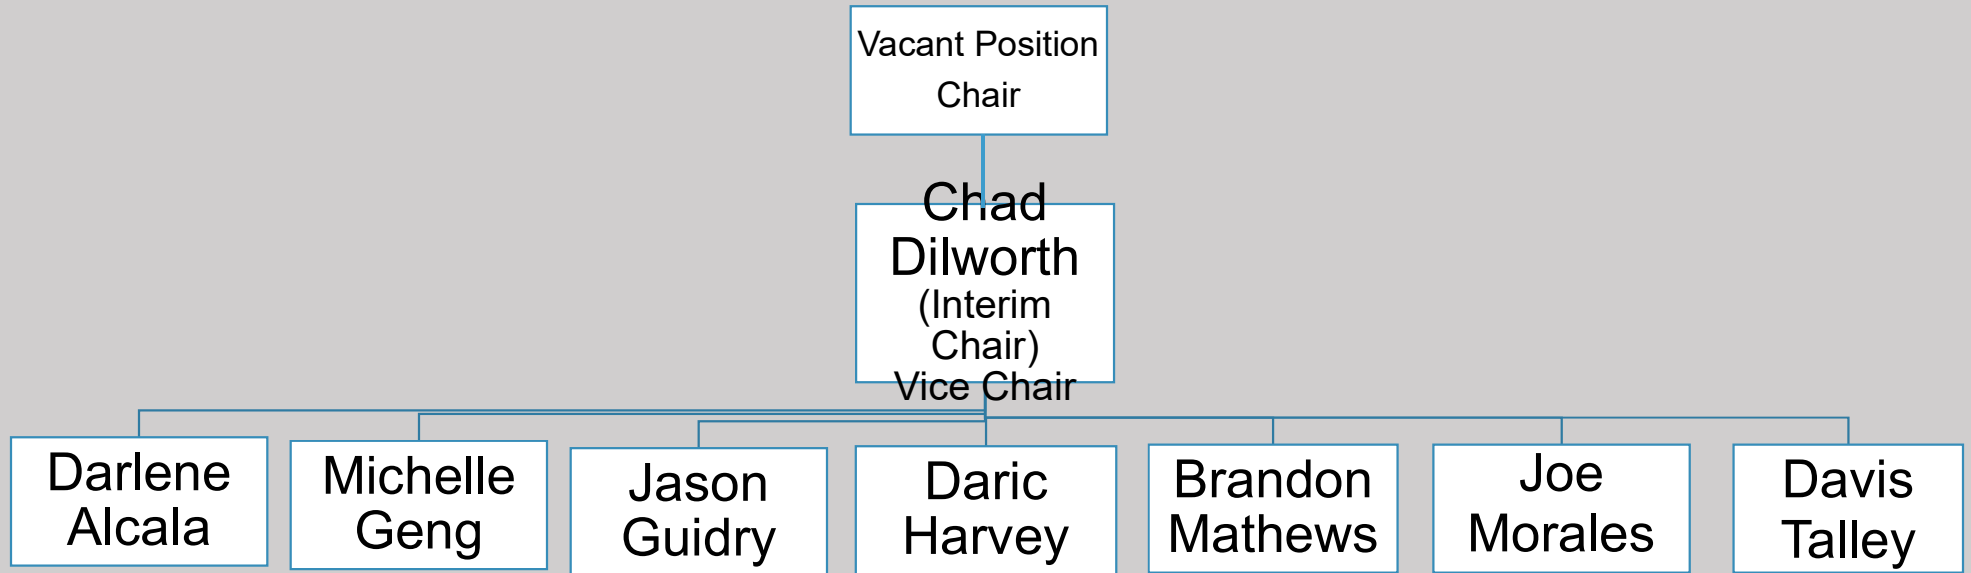 Vacant Position
Chair
Chad
Dilworth
(Interim
Chair)
Vice Chair
Darlene
Alcala
Michelle
Geng
Jason
Guidry
Daric
Harvey
Brandon
Mathews
Joe
Morales
Davis
Talley